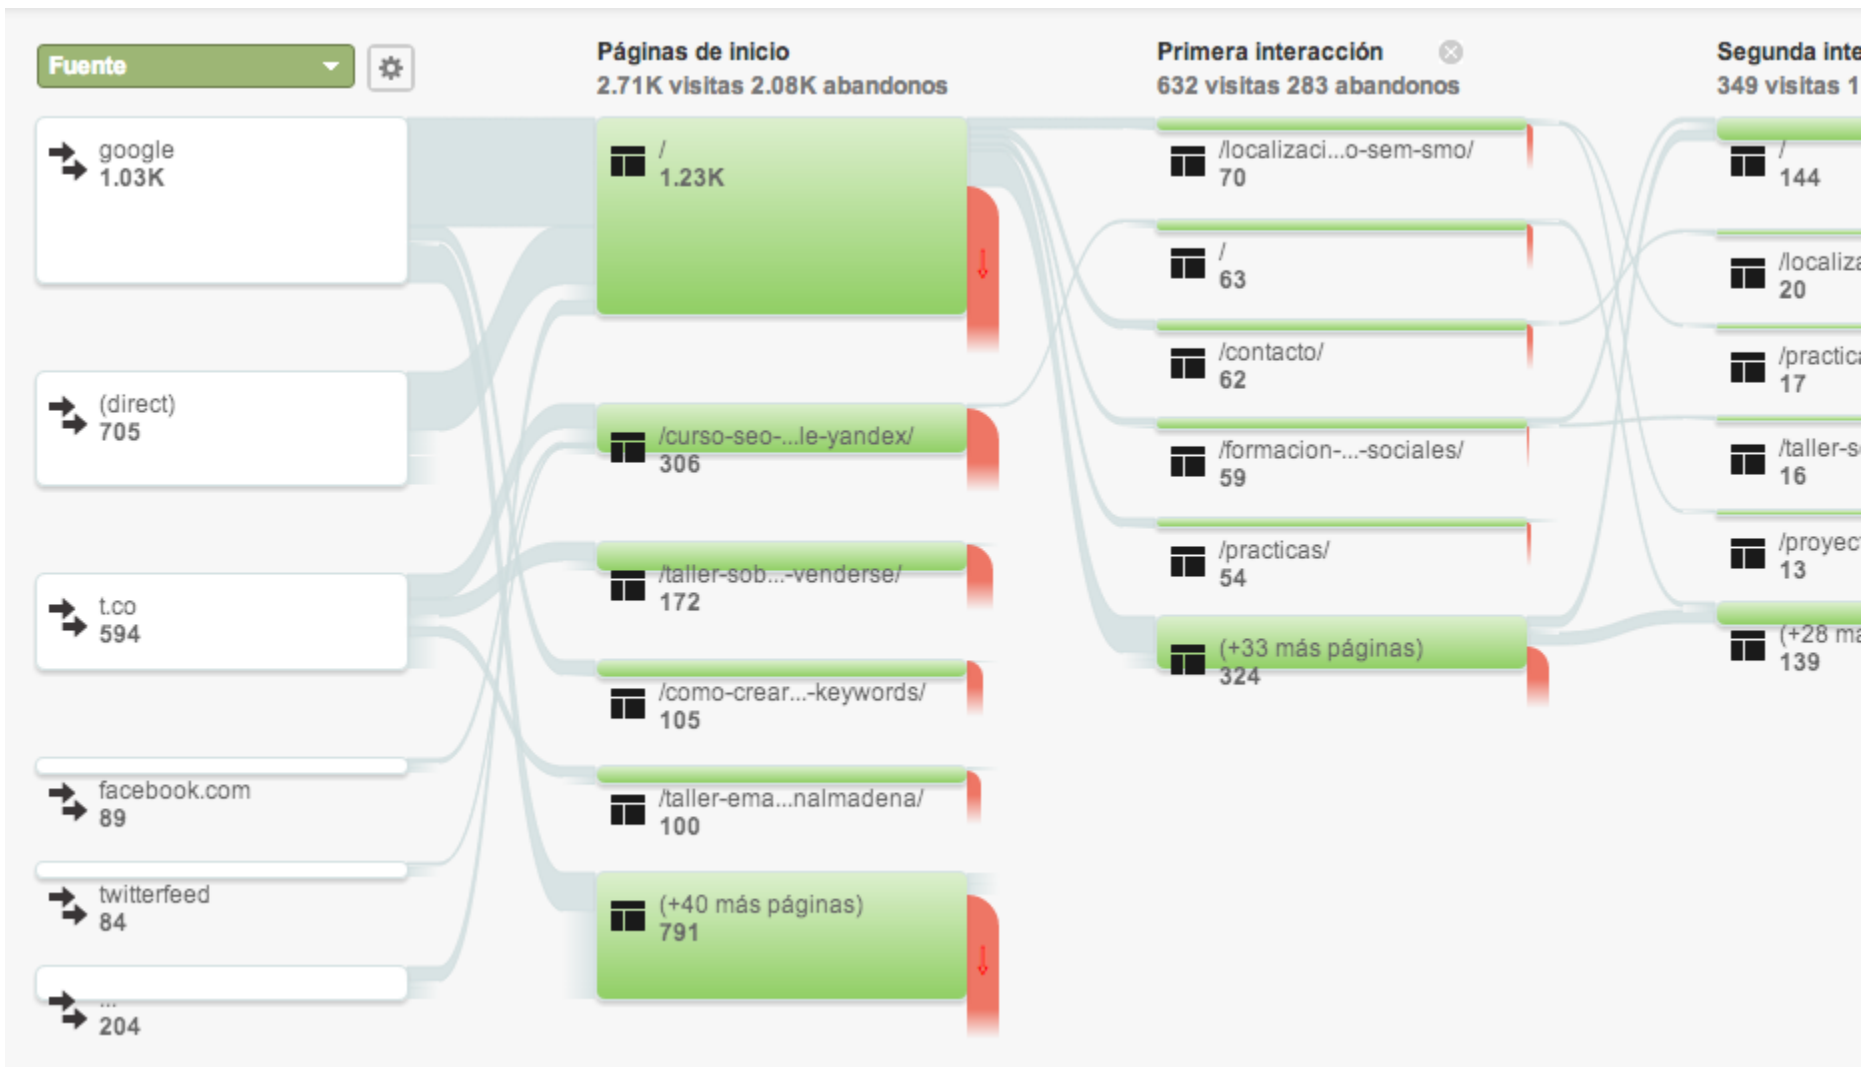 Fuente
Páginas de inicio
2.71K visitas 2.08K abandonos
Primera interacción
632 visitas 283 abandonos
Segunda inte
349 visitas 1
google
1.03K
(direct)
705
t.co
594
facebook.com
89
twitterfeed
84
...
204
/
1.23K
/curso-seo-...le-yandex/
306
/taller-sob...-venderse/
172
/como-crear...-keywords/
105
/taller-ema...nalmadena/
100
(+40 más páginas)
791
/localizaci...o-sem-smo/
70
/
63
/contacto/
62
/formacion-...-sociales/
59
/practicas/
54
(+33 más páginas)
324
/
144
/localiza
20
/practica
17
/taller-s
16
/proyect
13
(+28 má
139